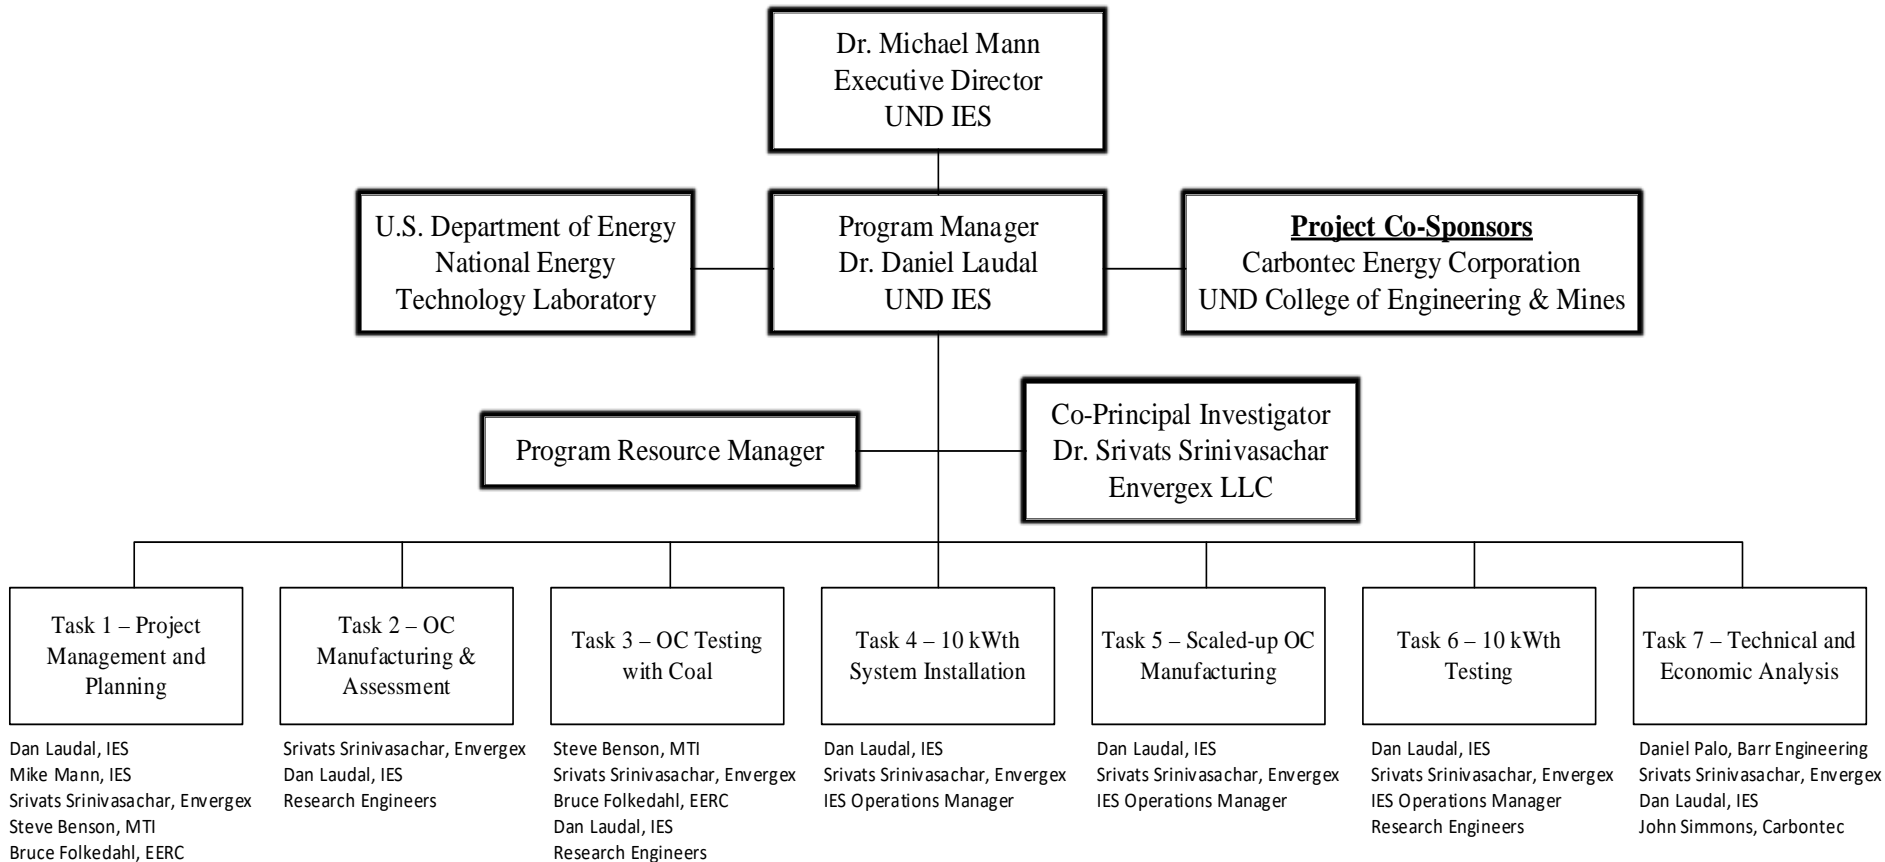 Dr. Michael Mann
Executive Director
UND IES
U.S. Department of Energy
National Energy
Technology Laboratory
Program Manager
Dr. Daniel Laudal
UND IES
Project Co-Sponsors
Carbontec Energy Corporation
UND College of Engineering & Mines
Program Resource Manager
Co-Principal Investigator
Dr. Srivats Srinivasachar
Envergex LLC
Task 1 – Project
Management and
Planning
Dan Laudal, IES
Mike Mann, IES
Srivats Srinivasachar, Envergex
Steve Benson, MTI
Bruce Folkedahl, EERC
Task 2 – OC
Manufacturing &
Assessment
Srivats Srinivasachar, Envergex
Dan Laudal, IES
Research Engineers
Task 3 – OC Testing
with Coal
Steve Benson, MTI
Srivats Srinivasachar, Envergex
Bruce Folkedahl, EERC
Dan Laudal, IES
Research Engineers
Task 4 – 10 kWth
System Installation
Dan Laudal, IES
Srivats Srinivasachar, Envergex
IES Operations Manager
Task 5 – Scaled-up OC
Manufacturing
Dan Laudal, IES
Srivats Srinivasachar, Envergex
IES Operations Manager
Task 6 – 10 kWth
Testing
Dan Laudal, IES
Srivats Srinivasachar, Envergex
IES Operations Manager
Research Engineers
Task 7 – Technical and
Economic Analysis
Daniel Palo, Barr Engineering
Srivats Srinivasachar, Envergex
Dan Laudal, IES
John Simmons, Carbontec